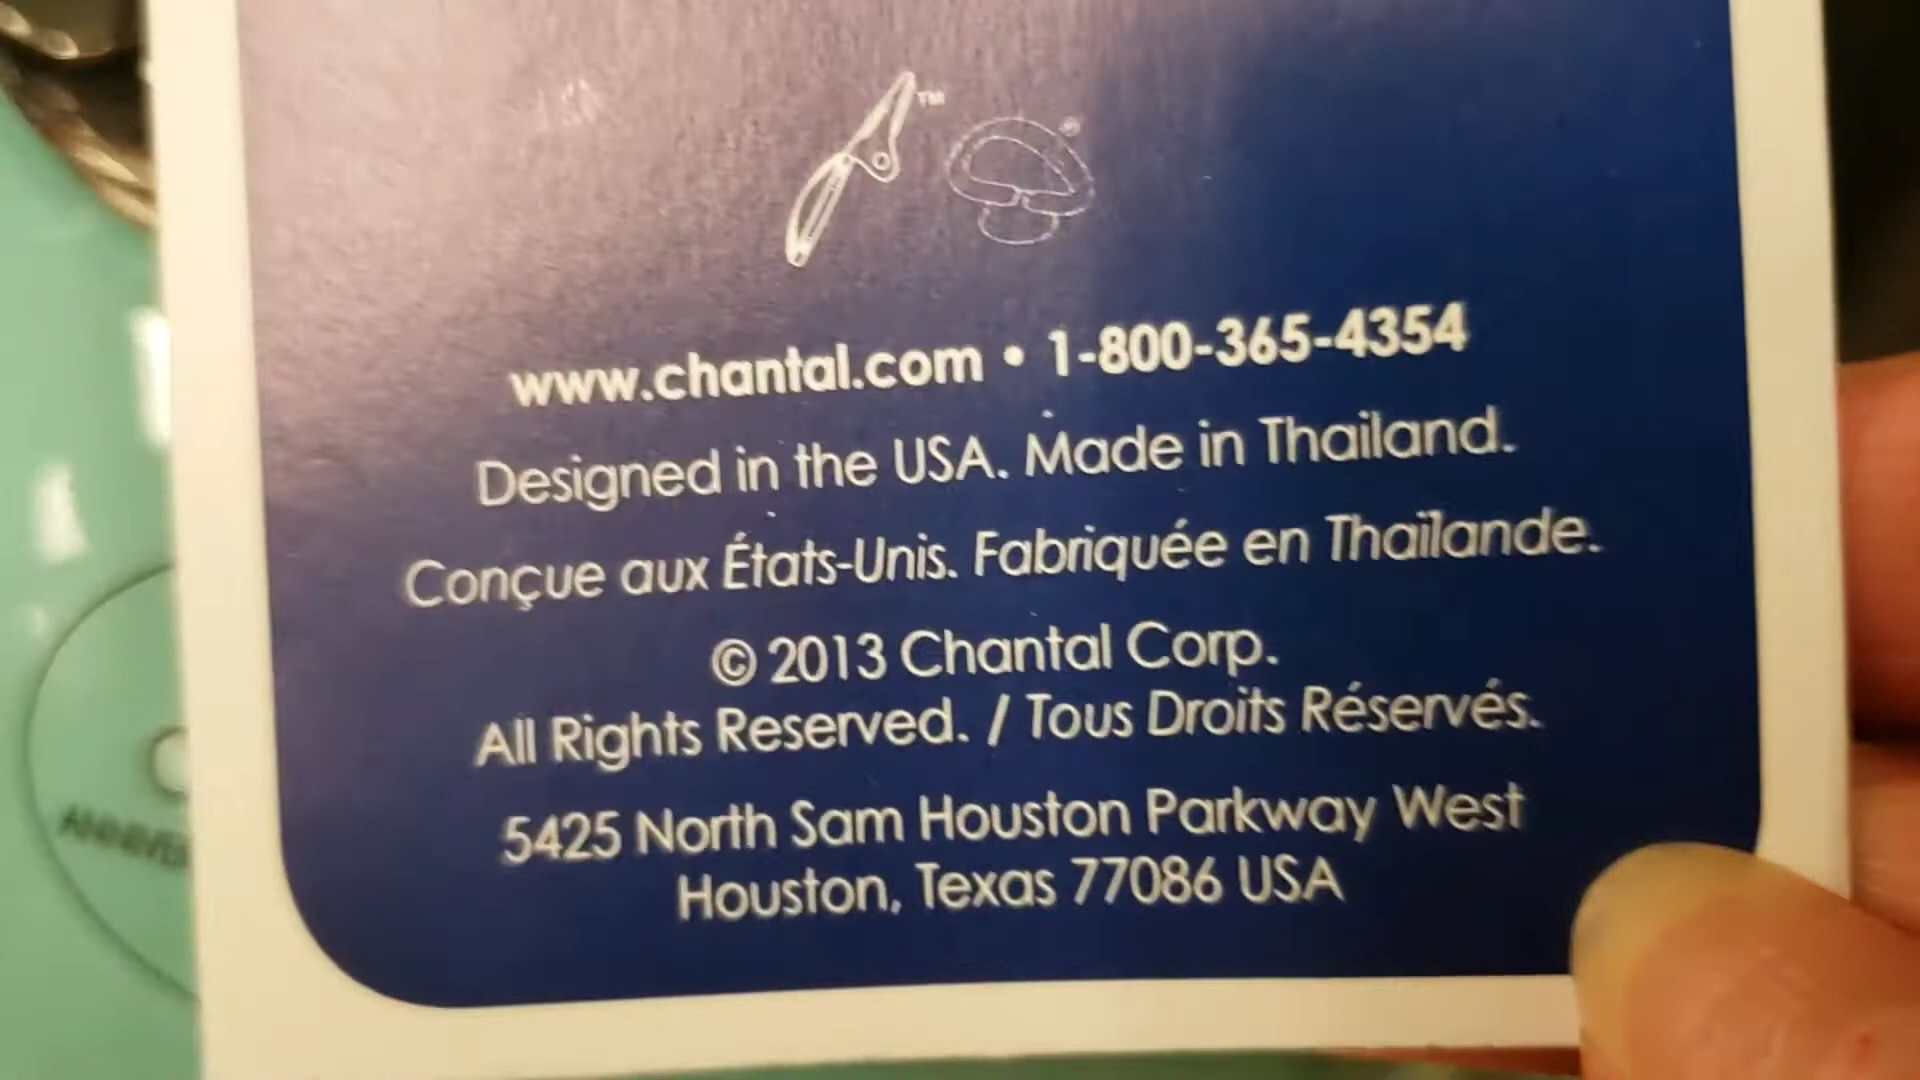 ™
www.chantal.com • 1-800-365-4354
Designed in the USA. Made in Thailand.
Conçue aux États-Unis. Fabriquée en Thaïlande.
© 2013 Chantal Corp.
All Rights Reserved. / Tous Droits Réservés.
5425 North Sam Houston Parkway West
Houston, Texas 77086 USA